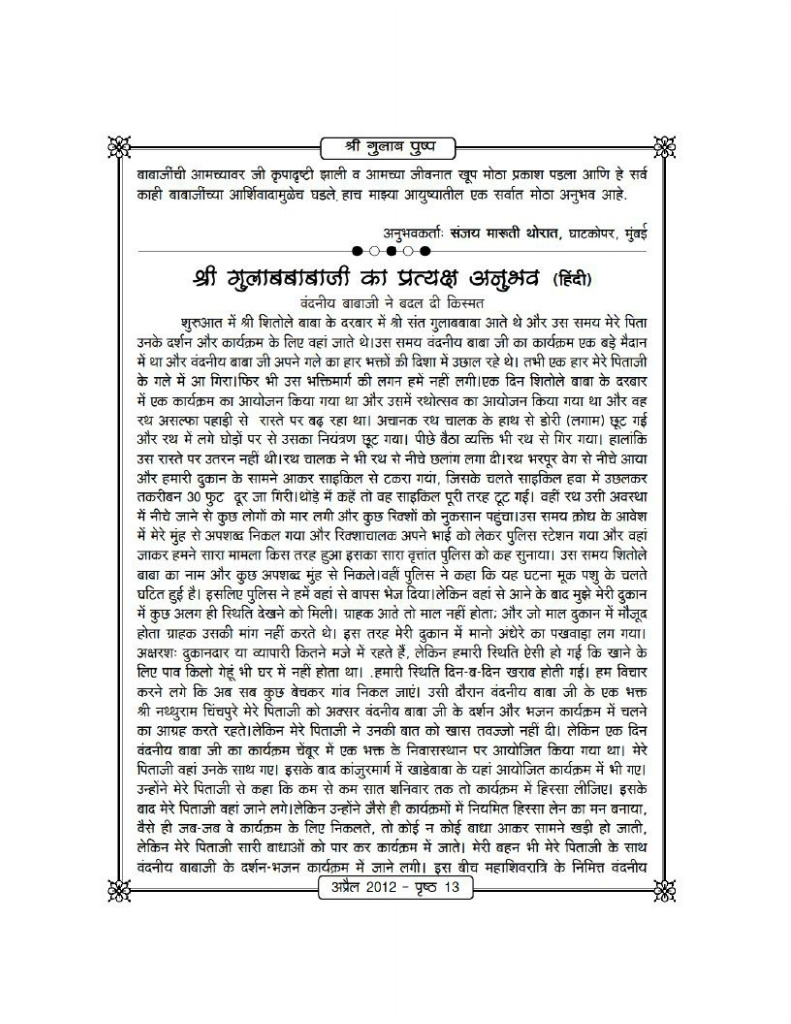 श्री गुलाब पुष्प
बाबाजींची आमच्यावर जी कृपादृष्टी झाली व आमच्या जीवनात खूप मोठा प्रकाश पडला आणि हे सर्व
काही बाबाजींच्या आर्शिवादामुळेच घडले. हाच माझ्या आयुष्यातील एक सर्वात मोठा अनुभव आहे.
अनुभवकर्ताः संजय मारूती थोरात, घाटकोपर, मुंबई
श्री गुलाबबाबाजी का प्रत्यक्ष अनुभव (हिंदी)
वंदनीय बाबाजी ने बदल दी किस्मत
शुरुआत में श्री शितोले बाबा के दरबार में श्री संत गुलाबबाबा आते थे और उस समय मेरे पिता
उनके दर्शन और कार्यक्रम के लिए वहां जाते थे।उस समय वंदनीय बाबा जी का कार्यक्रम एक बड़े मैदान
में था और वंदनीय बाबा जी अपने गले का हार भक्तों की दिशा में उछाल रहे थे। तभी एक हार मेरे पिताजी
के गले में आ गिरा।फिर भी उस भक्तिमार्ग की लगन हमें नहीं लगी।एक दिन शितोले बाबा के दरबार
में एक कार्यक्रम का आयोजन किया गया था और उसमें रथोत्सव का आयोजन किया गया था और वह
रथ असल्फा पहाड़ी से रास्ते पर बढ़ रहा था। अचानक रथ चालक के हाथ से डोरी (लगाम) छूट गई
और रथ में लगे घोड़ों पर से उसका नियंत्रण छूट गया। पीछे बैठा व्यक्ति भी रथ से गिर गया। हालांकि
उस रास्ते पर उतरन नहीं थी।रथ चालक ने भी रथ से नीचे छलांग लगा दी।रथ भरपूर वेग से नीचे आया
और हमारी दुकान के सामने आकर साइकिल से टकरा गया, जिसके चलते साइकिल हवा में उछलकर
तकरीबन 30 फुट दूर जा गिरी।थोड़े में कहें तो वह साइकिल पूरी तरह टूट गई। वहीं रथ उसी अवस्था
में नीचे जाने से कुछ लोगों को मार लगी और कुछ रिक्शों को नुकसान पहुंचा।उस समय क्रोध के आवेश
में मेरे मुंह से अपशब्द निकल गया और रिक्शाचालक अपने भाई को लेकर पुलिस स्टेशन गया और वहां
जाकर हमने सारा मामला किस तरह हुआ इसका सारा वृत्तांत पुलिस को कह सुनाया। उस समय शितोले
बाबा का नाम और कुछ अपशब्द मुंह से निकले।वहीं पुलिस ने कहा कि यह घटना मूक पशु के चलते
घटित हुई है। इसलिए पुलिस ने हमें वहां से वापस भेज दिया।लेकिन वहां से आने के बाद मुझे मेरी दुकान
में कुछ अलग ही स्थिति देखने को मिली। ग्राहक आते तो माल नहीं होता; और जो माल दुकान में मौजूद
होता ग्राहक उसकी मांग नहीं करते थे। इस तरह मेरी दुकान में मानो अंधेरे का पखवाड़ा लग गया।
अक्षरशः दुकानदार या व्यापारी कितने मजे में रहते हैं, लेकिन हमारी स्थिति ऐसी हो गई कि खाने के
लिए पाव किलो गेहूं भी घर में नहीं होता था। .हमारी स्थिति दिन-ब-दिन खराब होती गई। हम विचार
करने लगे कि अब सब कुछ बेचकर गांव निकल जाएं। उसी दौरान वंदनीय बाबा जी के एक भक्त
श्री नथ्थुराम चिंचपुरे मेरे पिताजी को अक्सर वंदनीय बाबा जी के दर्शन और भजन कार्यक्रम में चलने
का आग्रह करते रहते।लेकिन मेरे पिताजी ने उनकी बात को खास तवज्जो नहीं दी। लेकिन एक दिन
वंदनीय बाबा जी का कार्यक्रम चेंबूर में एक भक्त के निवासस्थान पर आयोजित किया गया था। मेरे
पिताजी वहां उनके साथ गए। इसके बाद कांजुरमार्ग में खाडेबाबा के यहां आयोजित कार्यक्रम में भी गए।
उन्होंने मेरे पिताजी से कहा कि कम से कम सात शनिवार तक तो कार्यक्रम में हिस्सा लीजिए। इसके
बाद मेरे पिताजी वहां जाने लगे।लेकिन उन्होंने जैसे ही कार्यक्रमों में नियमित हिस्सा लेन का मन बनाया,
वैसे ही जब-जब वे कार्यक्रम के लिए निकलते, तो कोई न कोई बाधा आकर सामने खड़ी हो जाती,
लेकिन मेरे पिताजी सारी बाधाओं को पार कर कार्यक्रम में जाते। मेरी बहन भी मेरे पिताजी के साथ
वंदनीय बाबाजी के दर्शन-भजन कार्यक्रम में जाने लगी। इस बीच महाशिवरात्रि के निमित्त वंदनीय
अप्रैल 2012 - पृष्ठ 13